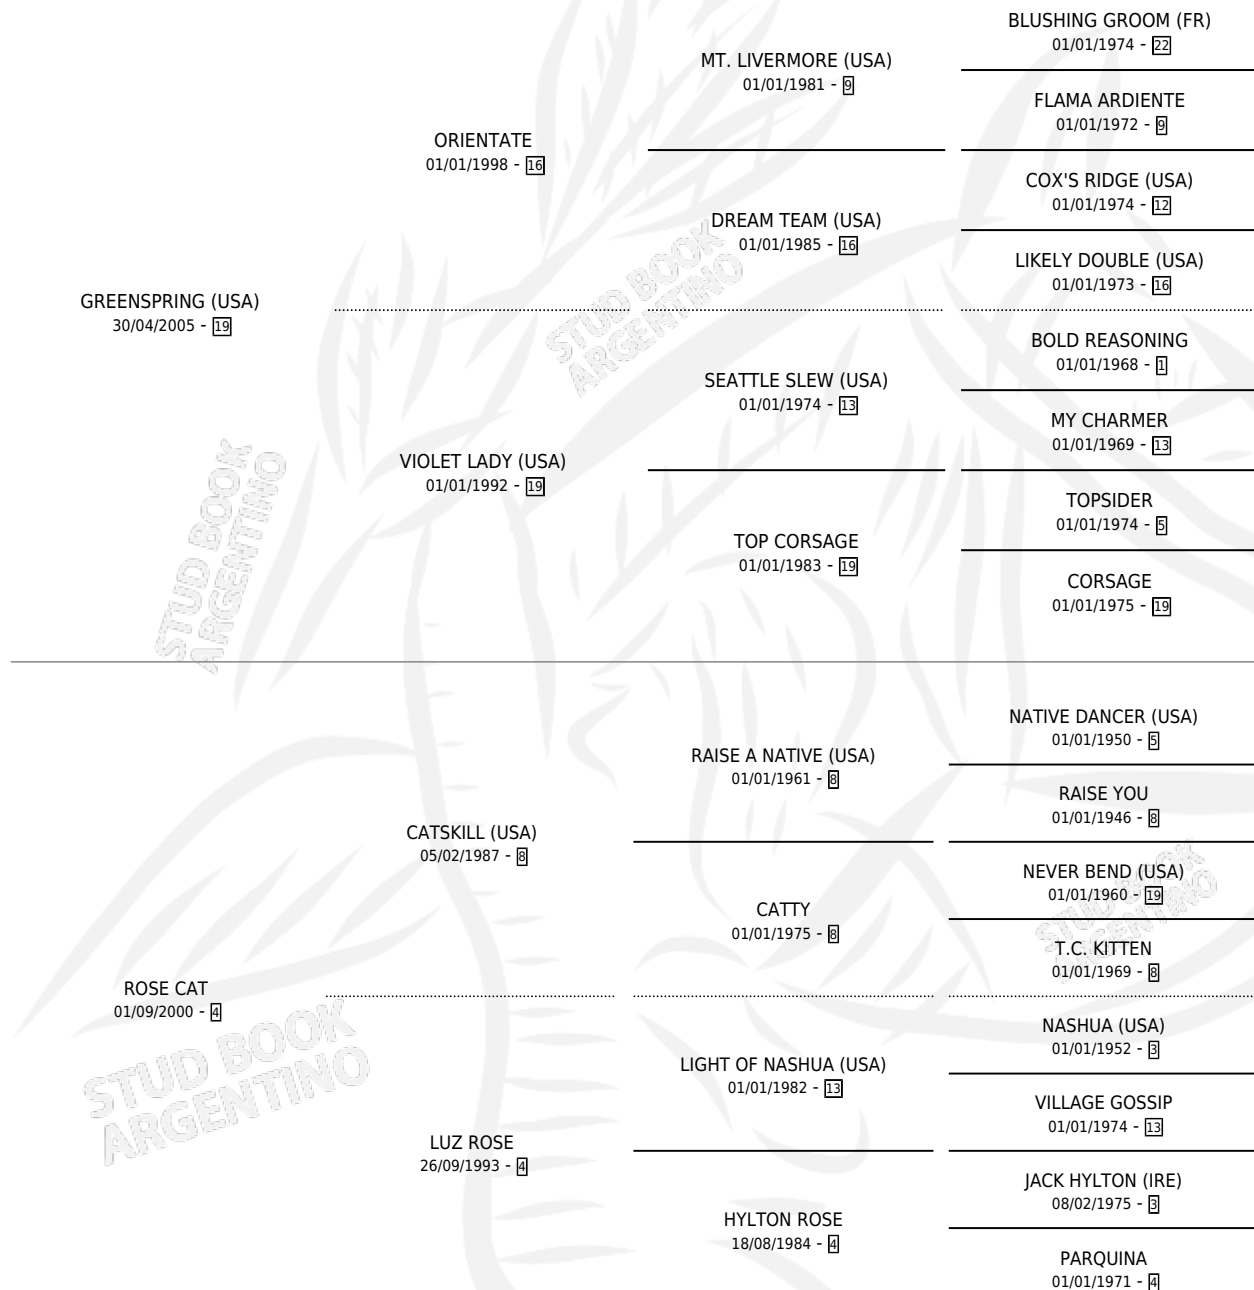 BLUSHING GROOM (FR)
01/01/1974 - 22
MT. LIVERMORE (USA)
01/01/1981 - 9
FLAMA ARDIENTE
01/01/1972 - 9
ORIENTATE
01/01/1998 - 16
COX'S RIDGE (USA)
01/01/1974 - 12
DREAM TEAM (USA)
01/01/1985 - 16
LIKELY DOUBLE (USA)
01/01/1973 - 16
GREENSPRING (USA)
30/04/2005 - 19
BOLD REASONING
01/01/1968 - 1
SEATTLE SLEW (USA)
01/01/1974 - 13
MY CHARMER
01/01/1969 - 13
VIOLET LADY (USA)
01/01/1992 - 19
TOPSIDER
01/01/1974 - 5
TOP CORSAGE
01/01/1983 - 19
CORSAGE
01/01/1975 - 19
NATIVE DANCER (USA)
01/01/1950 - 5
RAISE A NATIVE (USA)
01/01/1961 - 8
RAISE YOU
01/01/1946 - 8
CATSKILL (USA)
05/02/1987 - 8
NEVER BEND (USA)
01/01/1960 - 19
CATTY
01/01/1975 - 8
T.C. KITTEN
01/01/1969 - 8
ROSE CAT
01/09/2000 - 4
NASHUA (USA)
01/01/1952 - 3
LIGHT OF NASHUA (USA)
01/01/1982 - 13
VILLAGE GOSSIP
01/01/1974 - 13
LUZ ROSE
26/09/1993 - 4
JACK HYLTON (IRE)
08/02/1975 - 3
HYLTON ROSE
18/08/1984 - 4
PARQUINA
01/01/1971 - 4
STUD BOOK
ARGENTINO
STUD BOOK
ARGENTINO
STUD BOOK
ARGENTINO
STUD BOOK
ARGENTINO